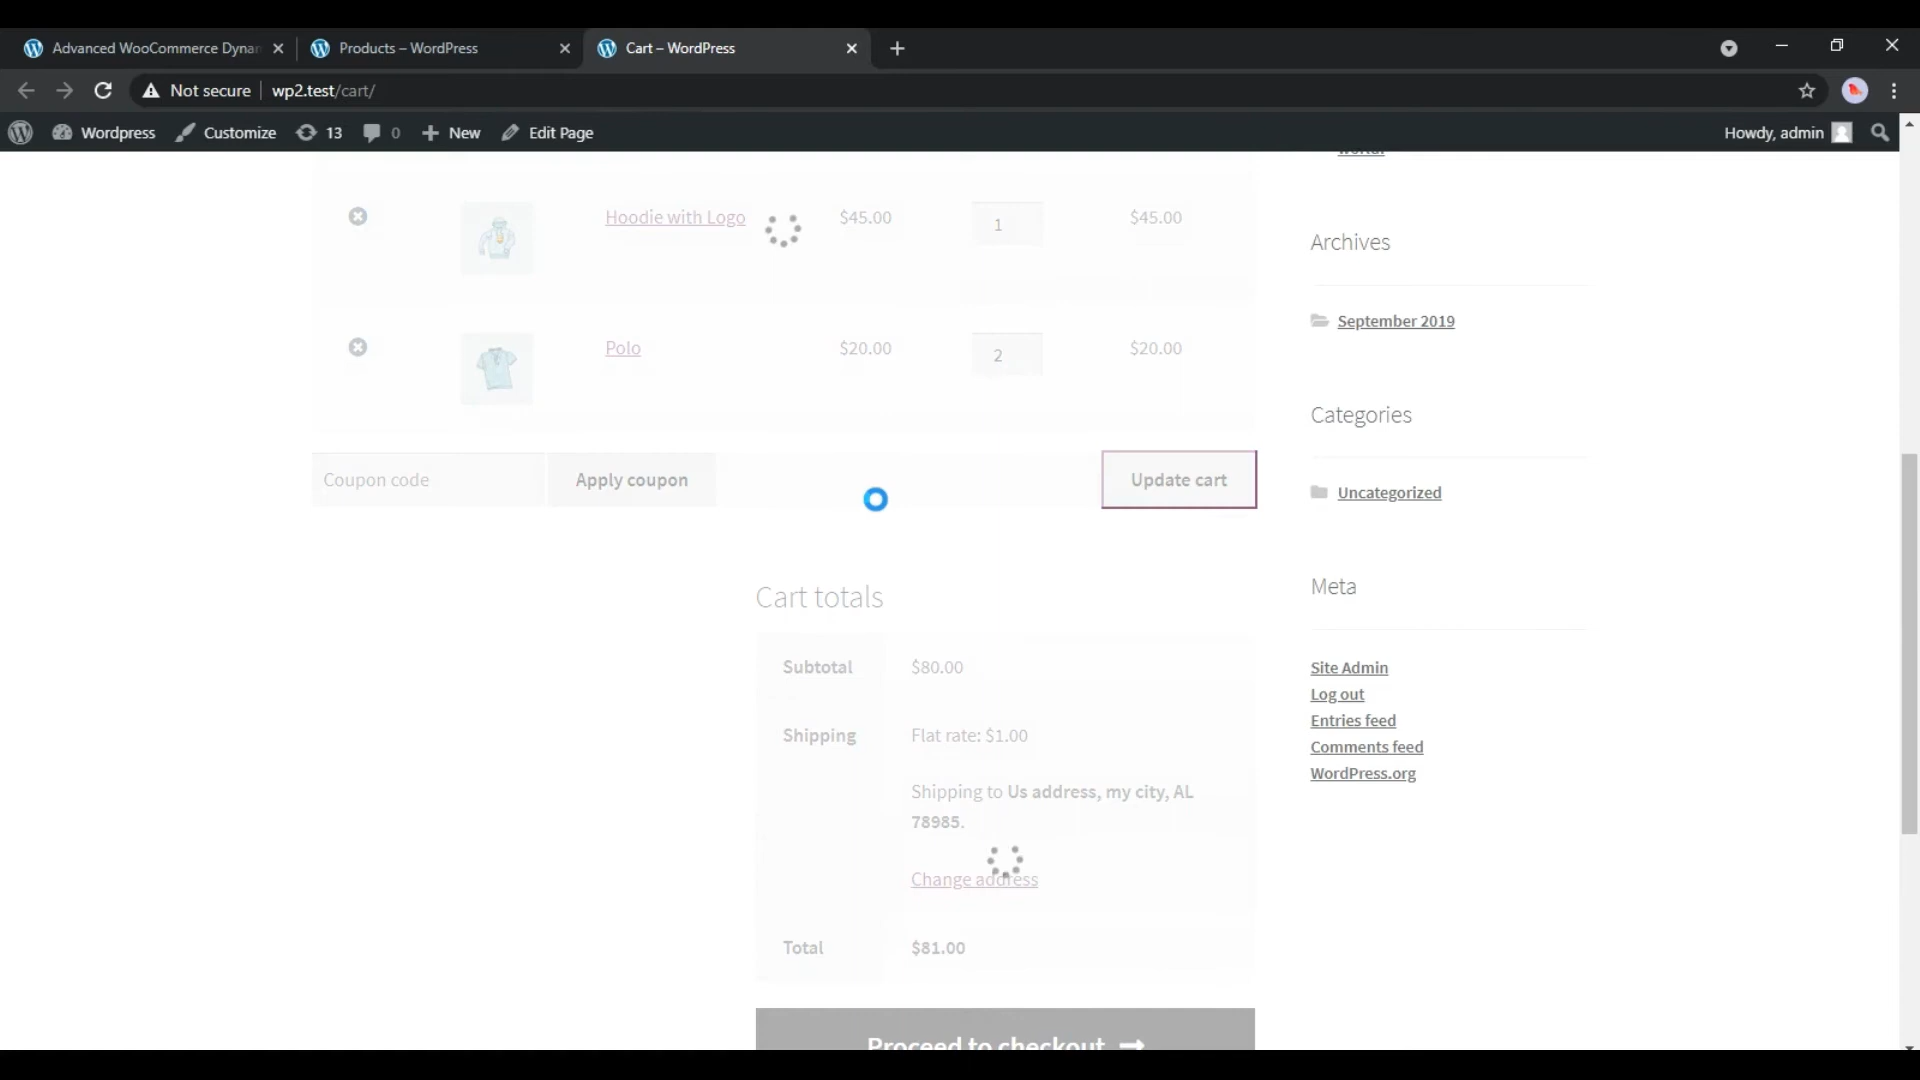 Advanced WooCommerce Dynar
Products – WordPress
Cart – WordPress
Not secure
wp2.test/cart/
Wordpress
Customize
13
0
New
Edit Page
Howdy, admin
Hoodie with Logo
$45.00
1
$45.00
Polo
$20.00
2
$20.00
Coupon code
Apply coupon
Update cart
Cart totals
Subtotal
$80.00
Shipping
Flat rate: $1.00
Shipping to Us address, my city, AL
78985.
Change address
Total
$81.00
Proceed to checkout
world!
Archives
September 2019
Categories
Uncategorized
Meta
Site Admin
Log out
Entries feed
Comments feed
WordPress.org